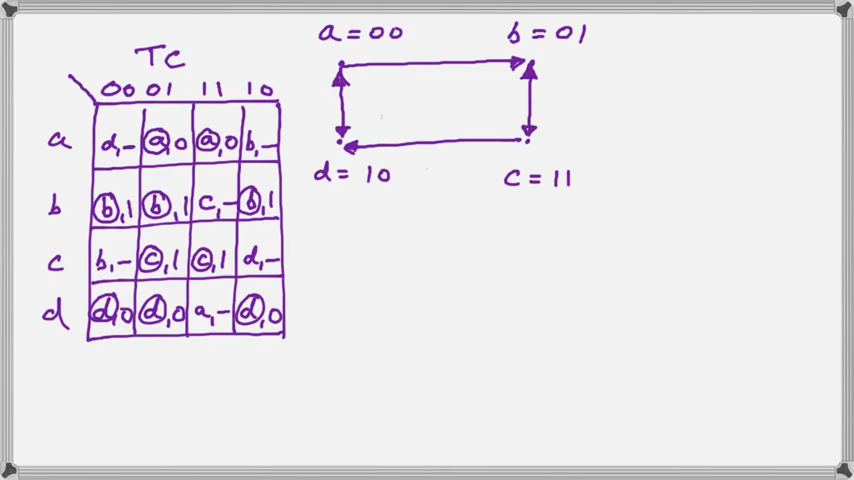 TC
00 01 11 10
a d,- a,0 a,0 b,-
b b,1 b,1 c,- b,1
c b,- c,1 c,1 d,-
d d,0 d,0 a,- d,0
a = 00 b = 01
d = 10 c = 11